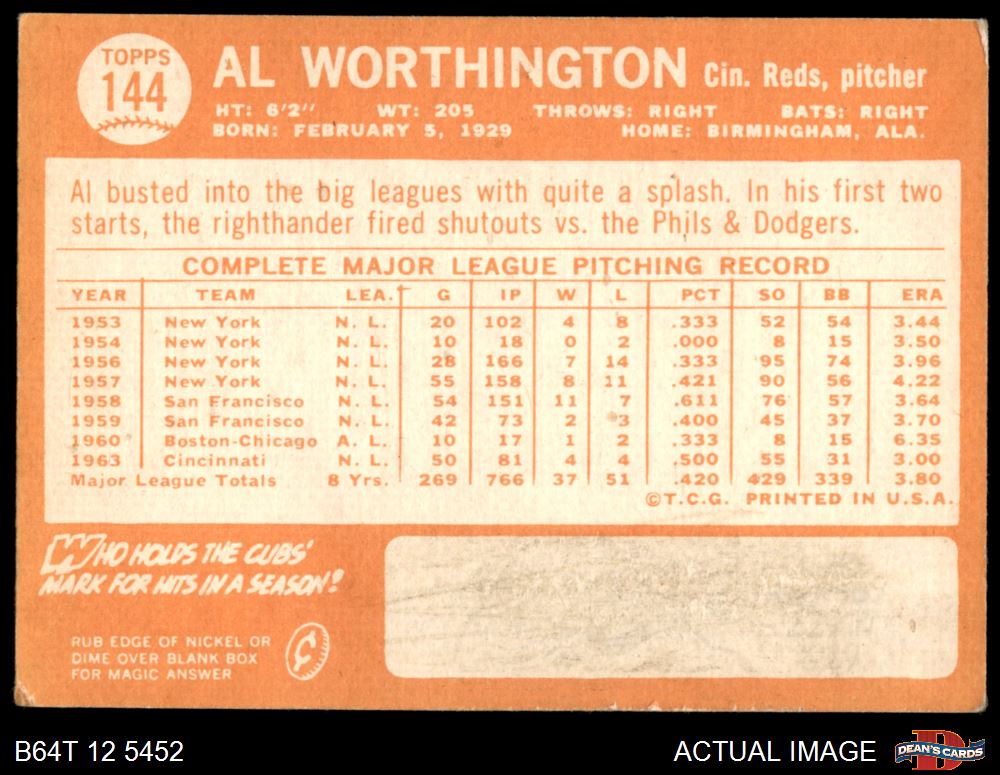 TOPPS
144
AL WORTHINGTON Cin. Reds, pitcher
HT: 6'2" WT: 205 THROWS: RIGHT BATS: RIGHT
BORN: FEBRUARY 5, 1929 HOME: BIRMINGHAM, ALA.
Al busted into the big leagues with quite a splash. In his first two
starts, the righthander fired shutouts vs. the Phils & Dodgers.
COMPLETE MAJOR LEAGUE PITCHING RECORD
YEAR TEAM LEA. G IP W L PCT SO BB ERA
1953 New York N. L. 20 102 4 8 .333 52 54 3.44
1954 New York N. L. 10 18 0 2 .000 8 15 3.50
1956 New York N. L. 28 166 7 14 .333 95 74 3.96
1957 New York N. L. 55 158 8 11 .421 90 56 4.22
1958 San Francisco N. L. 54 151 11 7 .611 76 57 3.64
1959 San Francisco N. L. 42 73 2 3 .400 45 37 3.70
1960 Boston-Chicago A. L. 10 17 1 2 .333 8 15 6.35
1963 Cincinnati N. L. 50 81 4 4 .500 55 31 3.00
Major League Totals 8 Yrs. 269 766 37 51 .420 429 339 3.80
©T.C.G. PRINTED IN U.S.A.
WHO HOLDS THE CUBS'
MARK FOR HITS IN A SEASON?
RUB EDGE OF NICKEL OR
DIME OVER BLANK BOX
FOR MAGIC ANSWER
¢
B64T 12 5452
ACTUAL IMAGE
D
DEAN'S CARDS